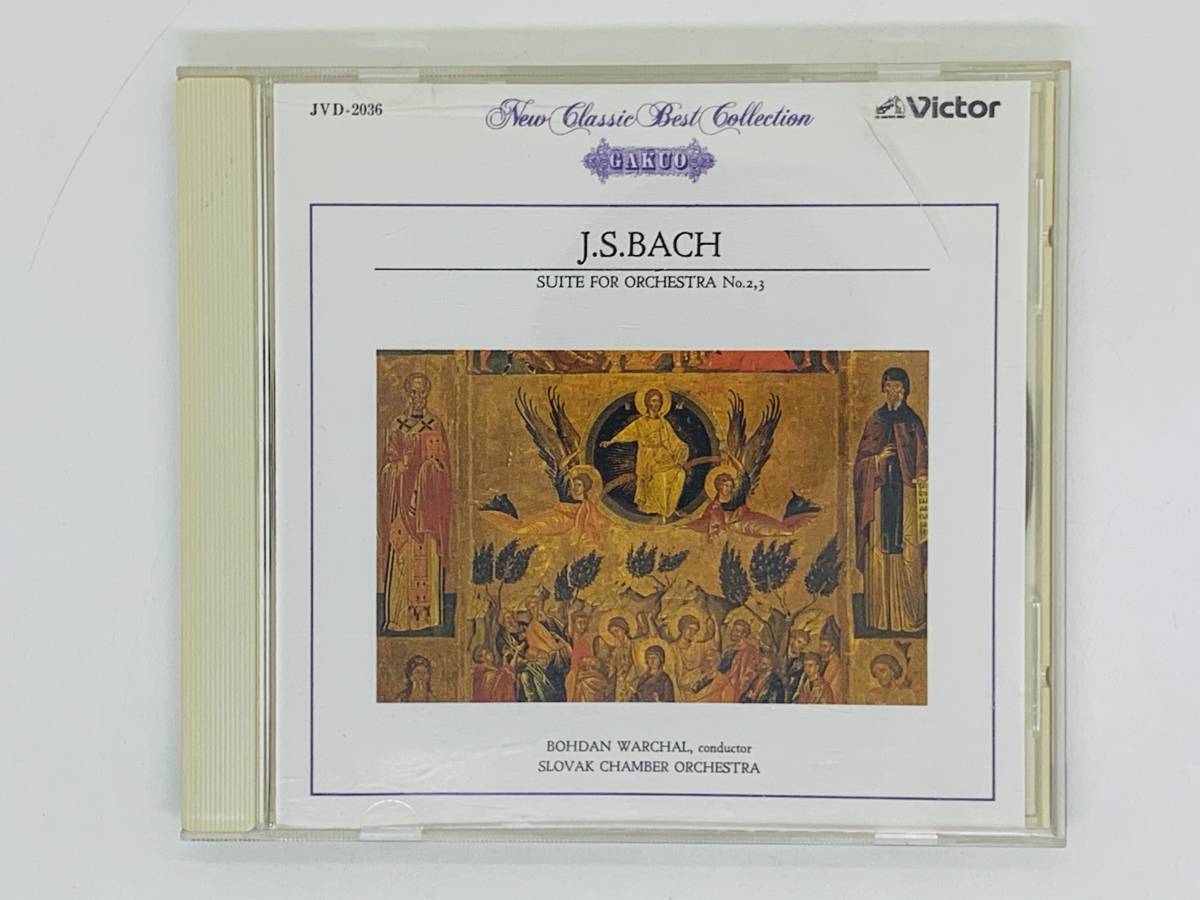 JVD-2036
New Classic Best Collection
GAKUO
Victor
J.S.BACH
SUITE FOR ORCHESTRA No.2,3
BOHDAN WARCHAL, conductor
SLOVAK CHAMBER ORCHESTRA